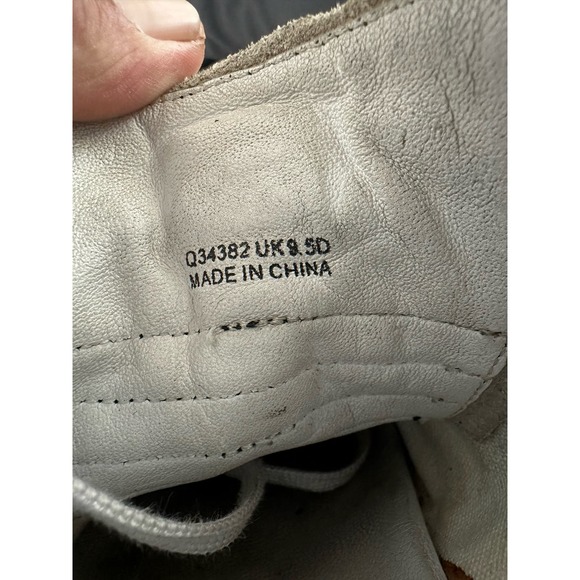 Q34382 UK9.5D
MADE IN CHINA